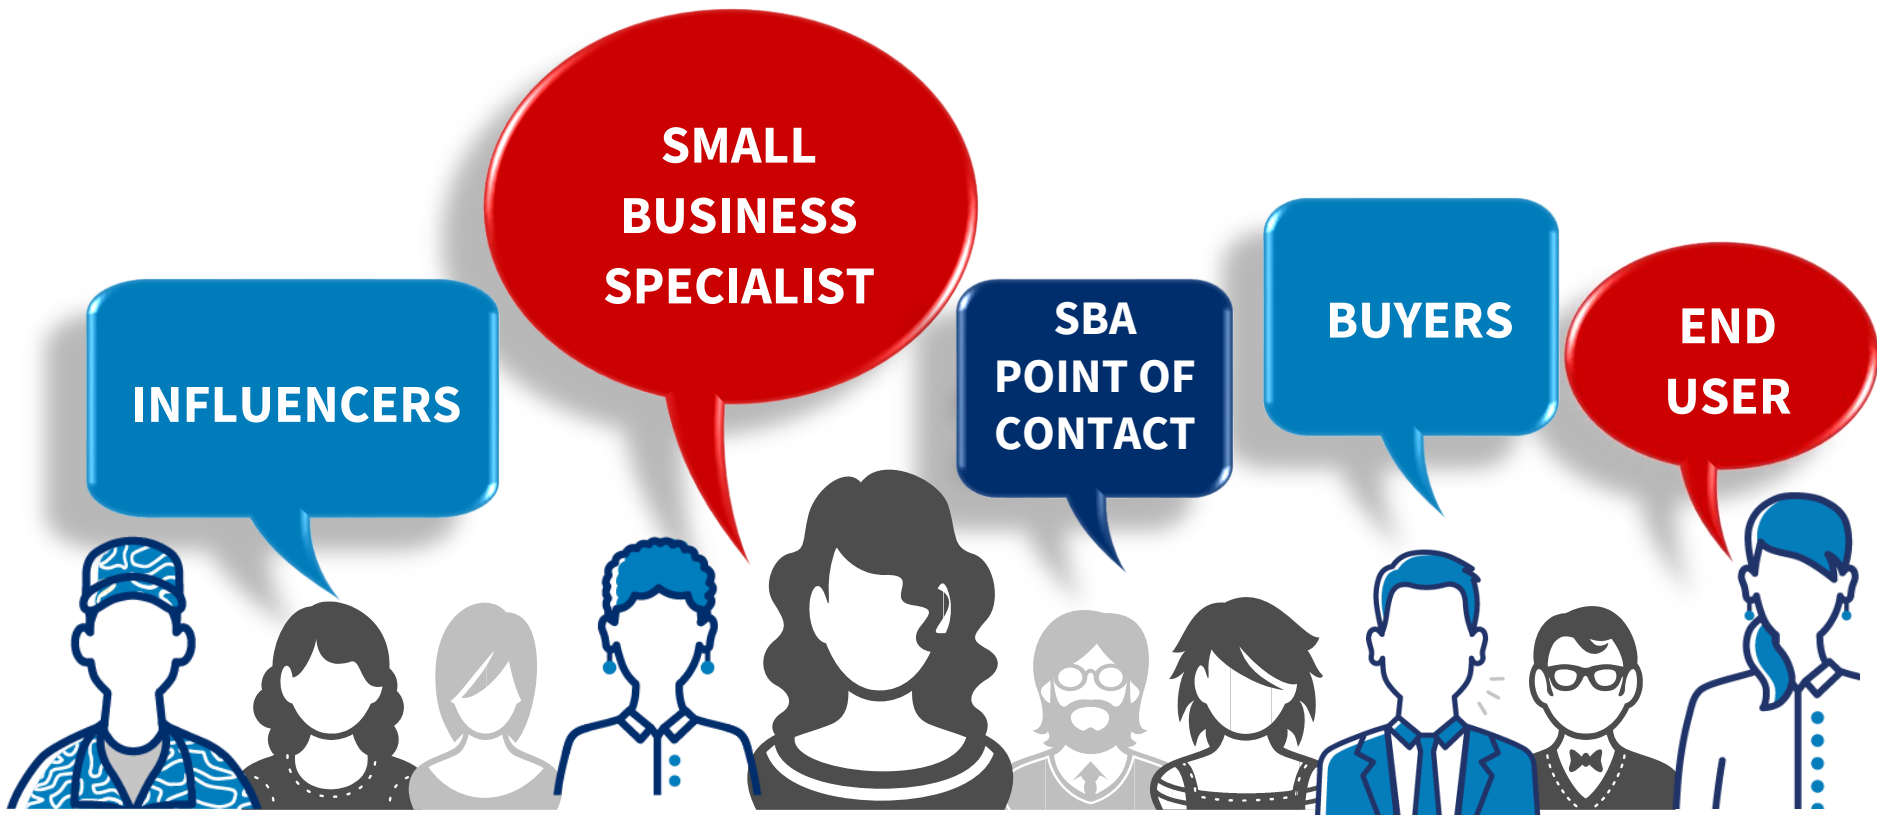 INFLUENCERS
SMALL
BUSINESS
SPECIALIST
SBA
POINT OF
CONTACT
BUYERS
END
USER